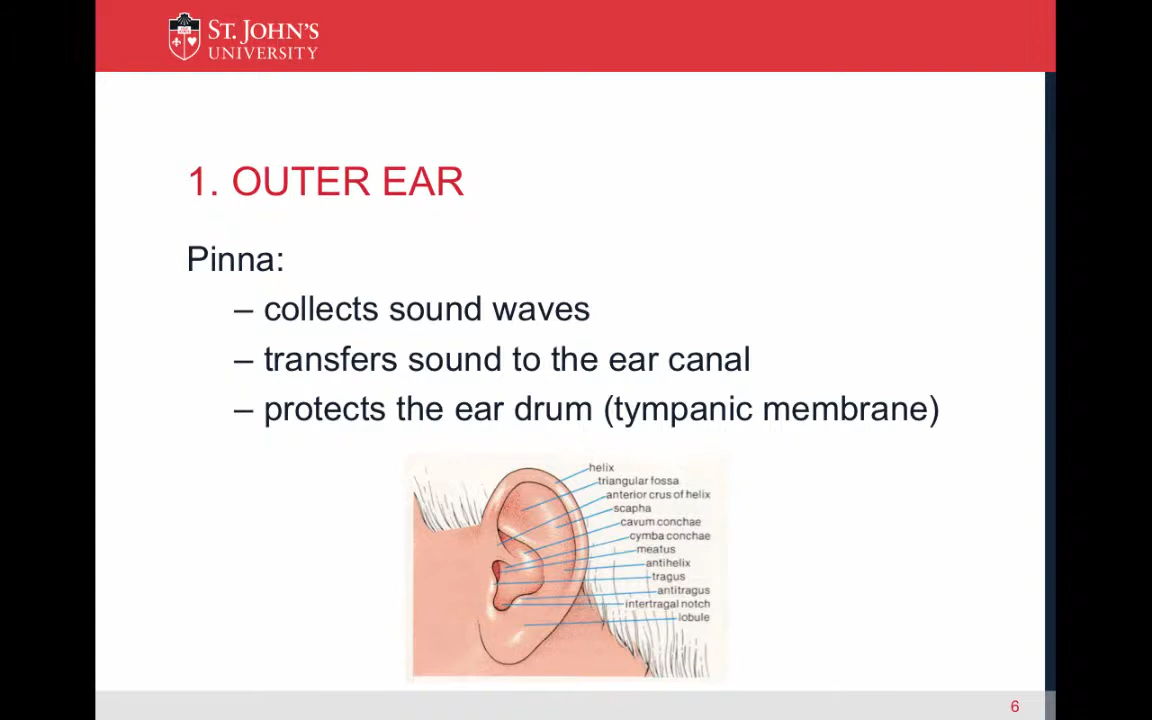 ST. JOHN'S
UNIVERSITY
1. OUTER EAR
Pinna:
– collects sound waves
– transfers sound to the ear canal
– protects the ear drum (tympanic membrane)
helix
triangular fossa
anterior crus of helix
scapha
cavum conchae
cymba conchae
meatus
antihelix
tragus
antitragus
intertragal notch
lobule
6